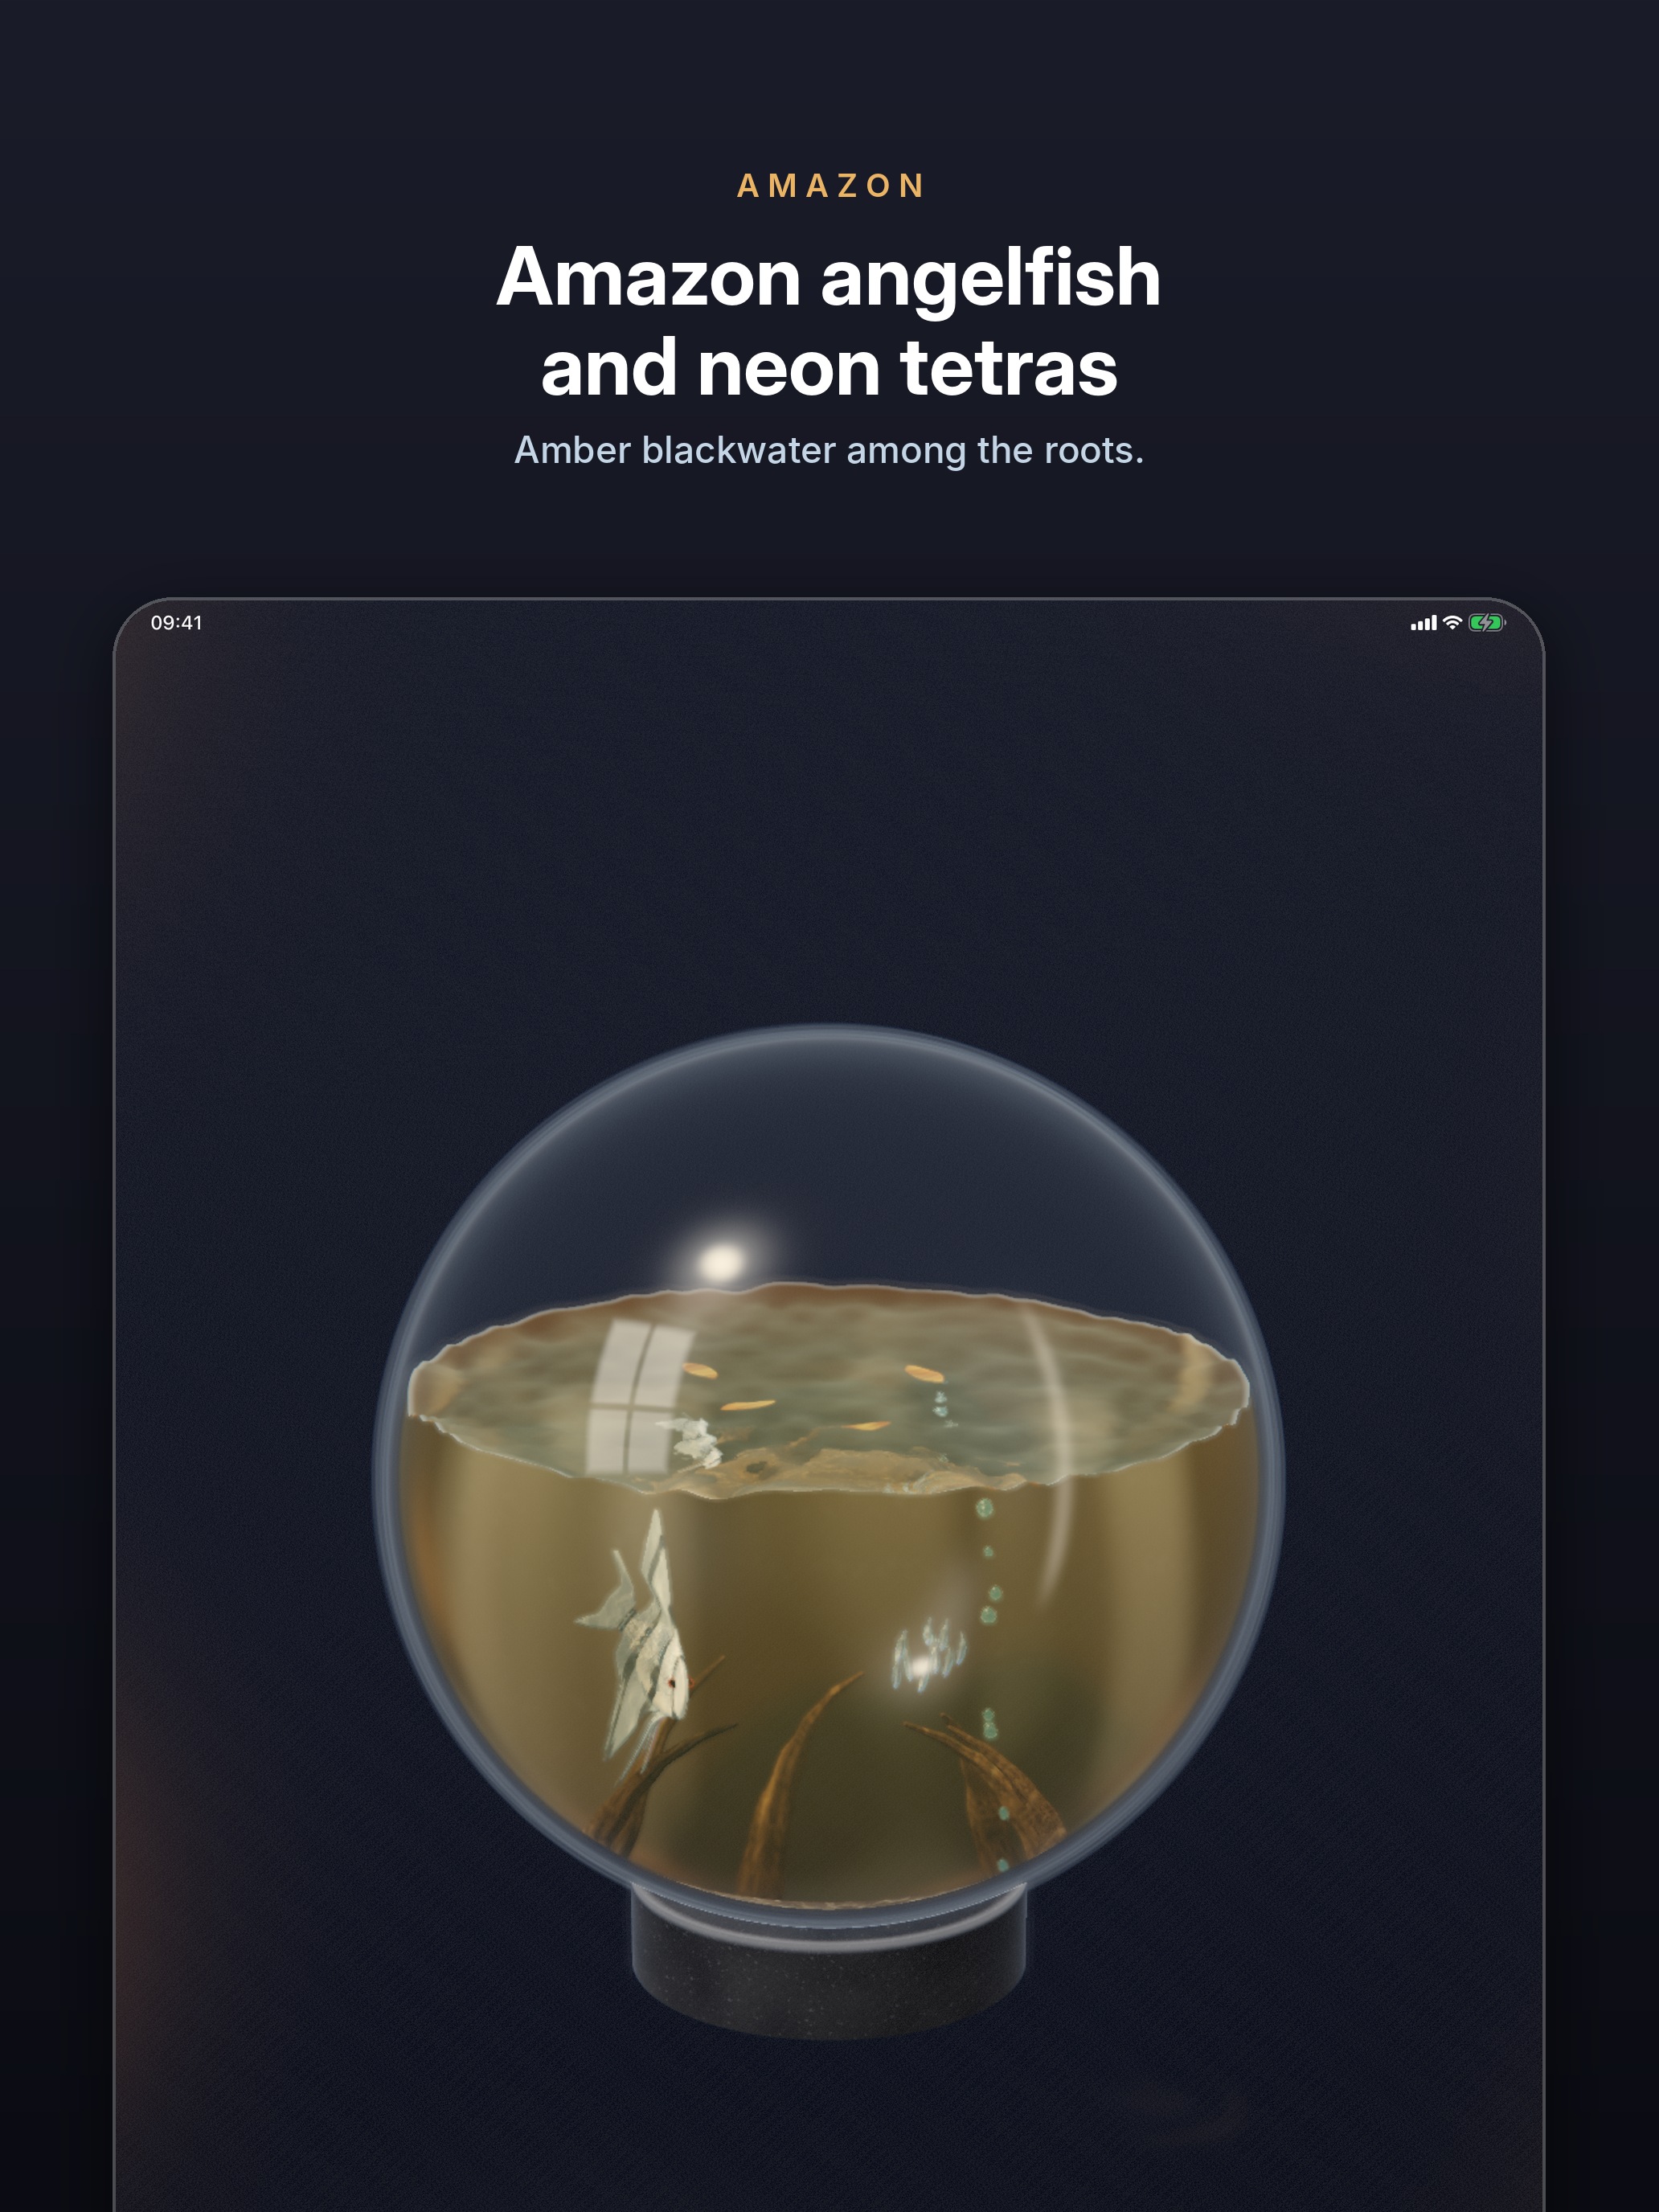 AMAZON
Amazon angelfish
and neon tetras
Amber blackwater among the roots.
09:41